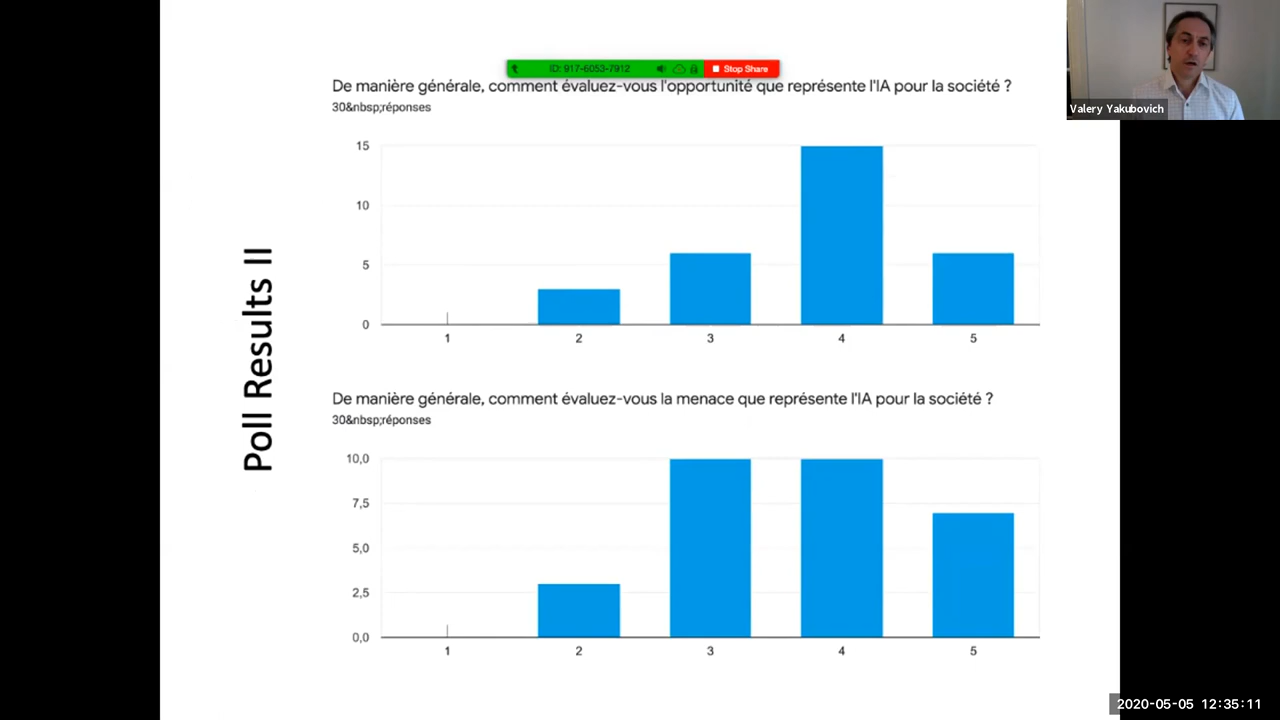 ID: 917-6053-7912
Stop Share
De manière générale, comment évaluez-vous l'opportunité que représente l'IA pour la société ?
30&nbsp;réponses
15
10
5
0
1 2 3 4 5
Poll Results II
De manière générale, comment évaluez-vous la menace que représente l'IA pour la société ?
30&nbsp;réponses
10,0
7,5
5,0
2,5
0,0
1 2 3 4 5
Valery Yakubovich
2020-05-05 12:35:11